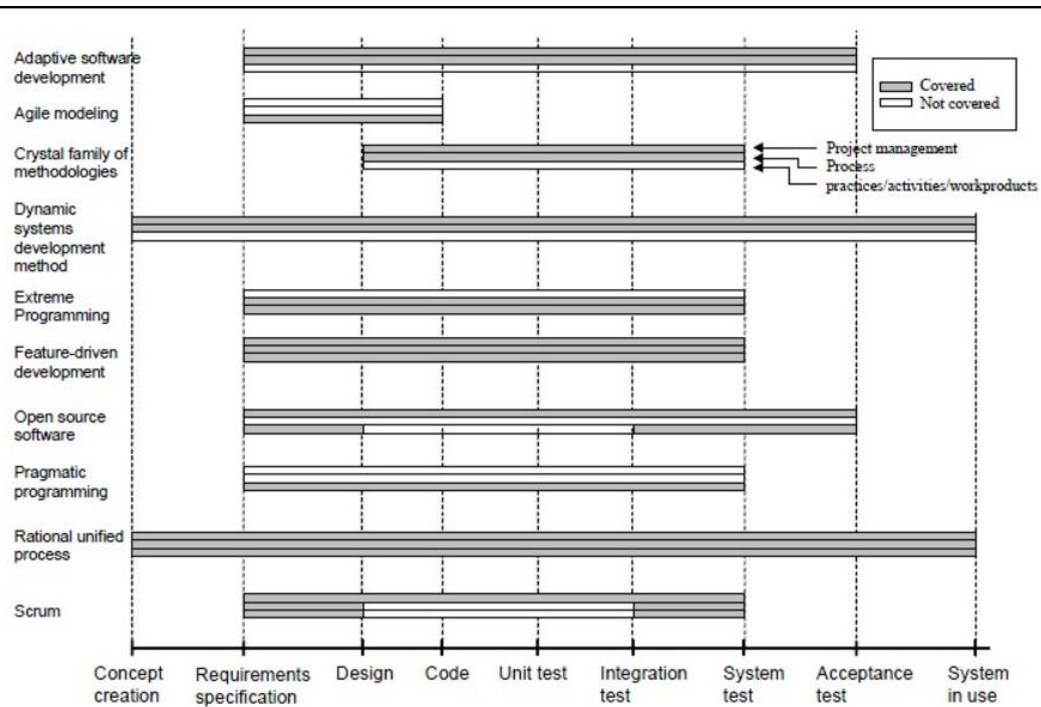 Adaptive software
development
Covered
Not covered
Agile modeling
Crystal family of
methodologies
Project management
Process
practices/activities/workproducts
Dynamic
systems
development
method
Extreme
Programming
Feature-driven
development
Open source
software
Pragmatic
programming
Rational unified
process
Scrum
Concept
creation
Requirements
specification
Design
Code
Unit test
Integration
test
System
test
Acceptance
test
System
in use